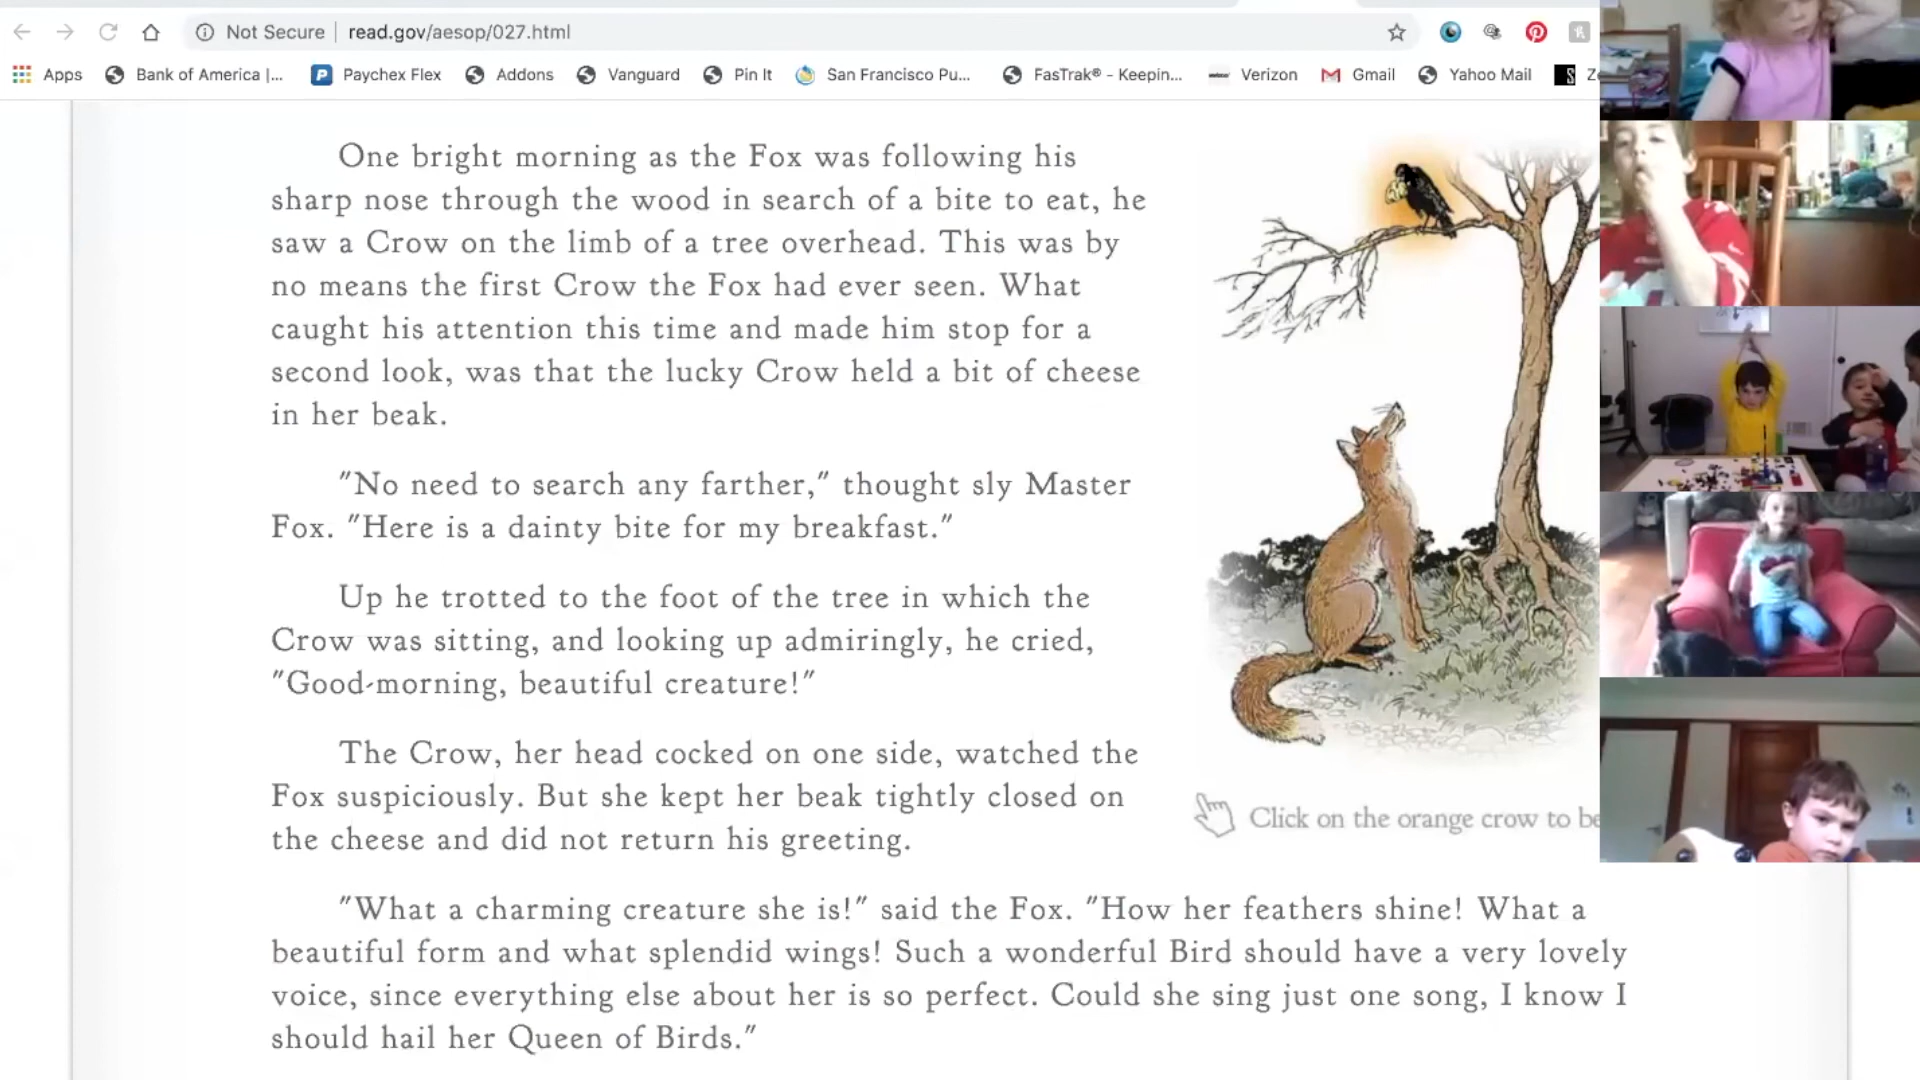 Not Secure read.gov/aesop/027.html
Apps Bank of America |... Paychex Flex Addons Vanguard Pin It San Francisco Pu... FasTrak® - Keepin... Verizon Gmail Yahoo Mail
One bright morning as the Fox was following his
sharp nose through the wood in search of a bite to eat, he
saw a Crow on the limb of a tree overhead. This was by
no means the first Crow the Fox had ever seen. What
caught his attention this time and made him stop for a
second look, was that the lucky Crow held a bit of cheese
in her beak.
"No need to search any farther," thought sly Master
Fox. "Here is a dainty bite for my breakfast."
Up he trotted to the foot of the tree in which the
Crow was sitting, and looking up admiringly, he cried,
"Good-morning, beautiful creature!"
The Crow, her head cocked on one side, watched the
Fox suspiciously. But she kept her beak tightly closed on
the cheese and did not return his greeting.
Click on the orange crow to be
"What a charming creature she is!" said the Fox. "How her feathers shine! What a
beautiful form and what splendid wings! Such a wonderful Bird should have a very lovely
voice, since everything else about her is so perfect. Could she sing just one song, I know I
should hail her Queen of Birds."